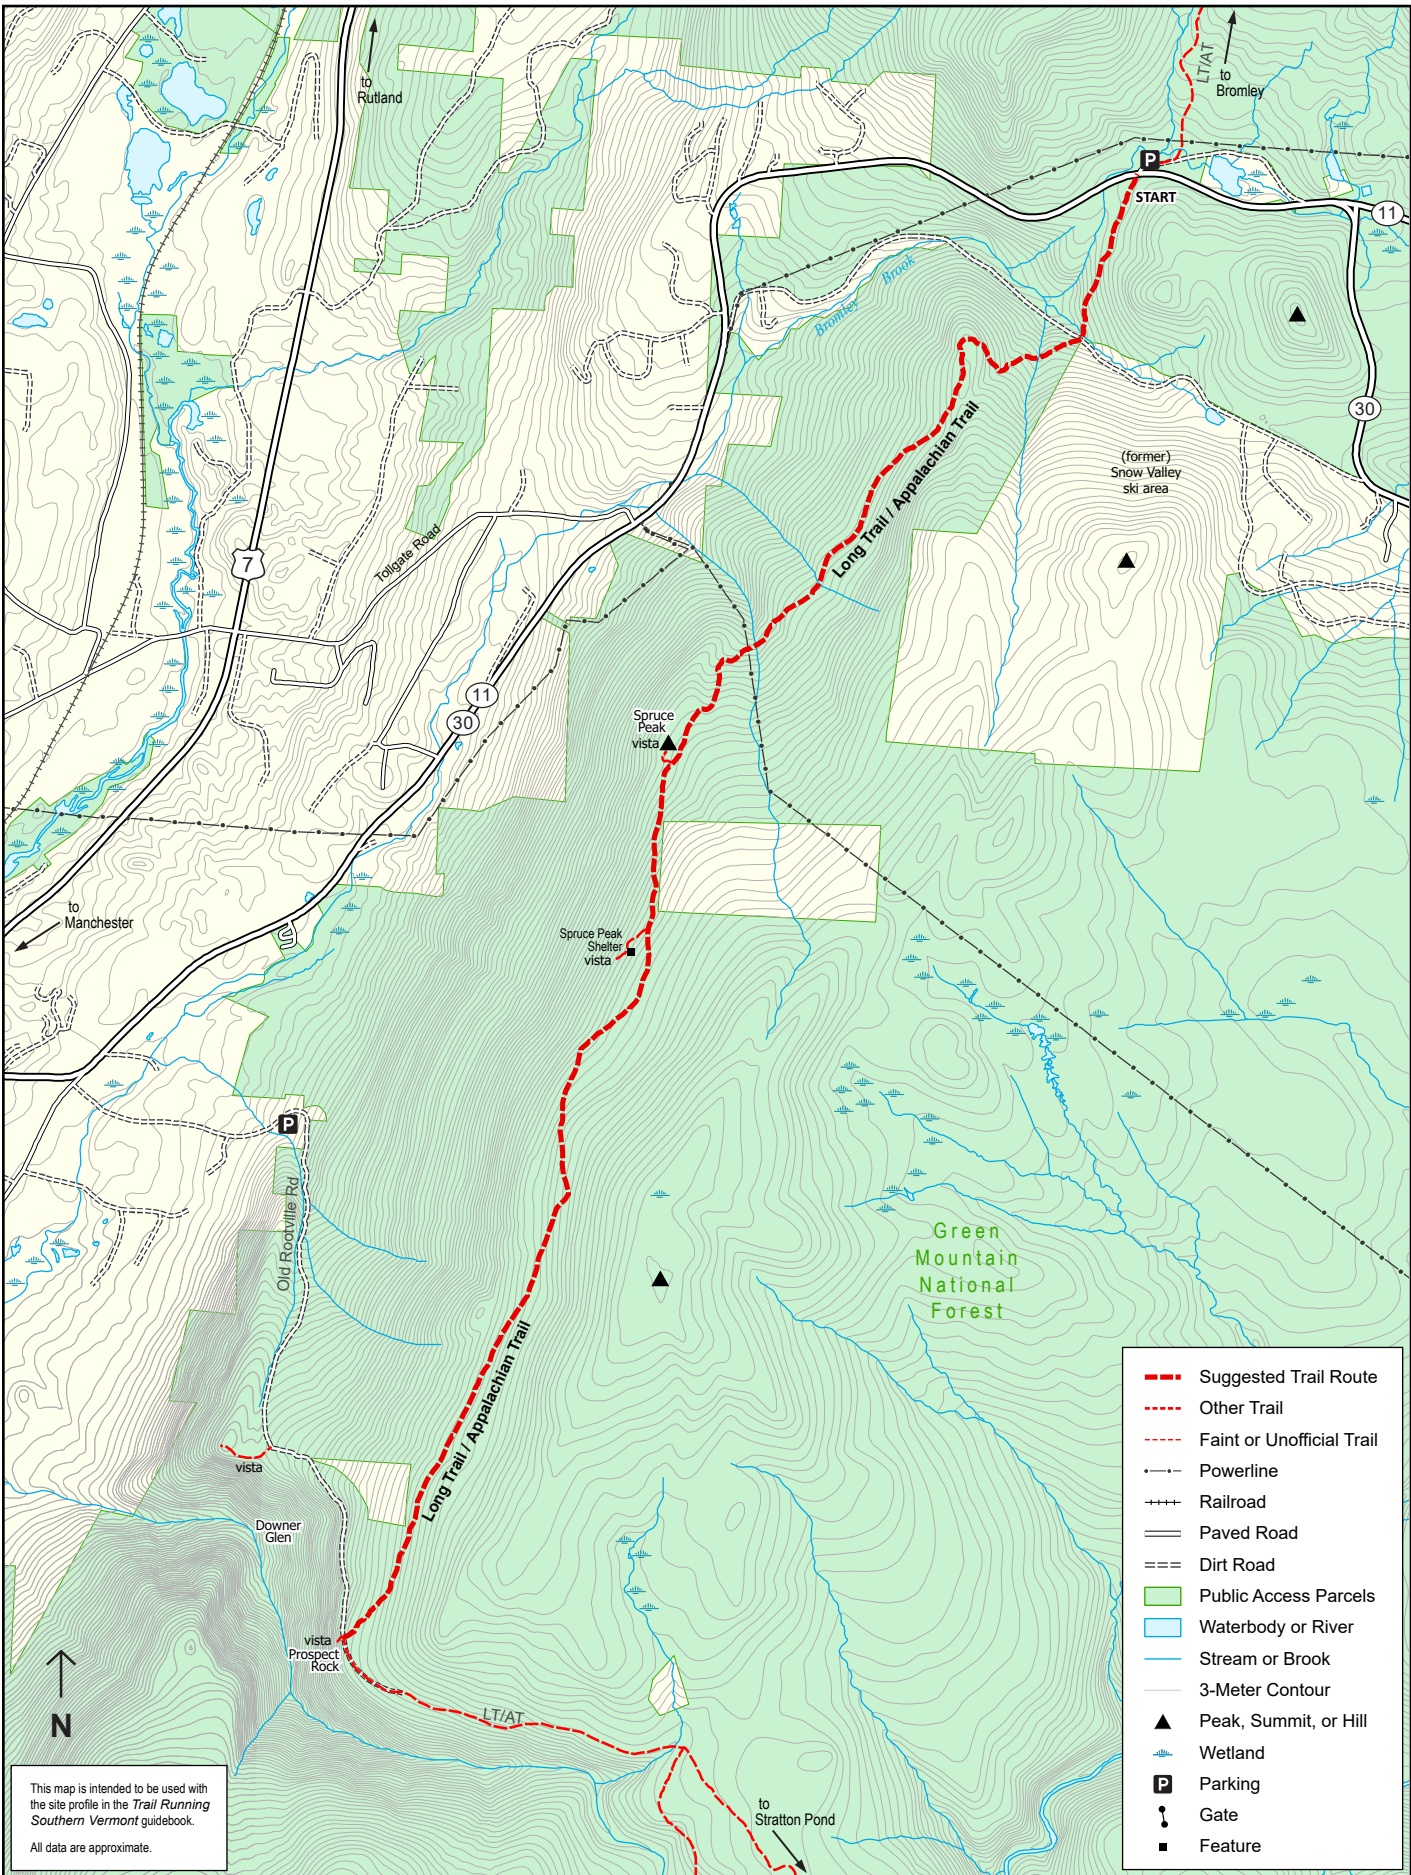 to
Rutland
LT/AT
to
Bromley
P
START
11
Bromley Brook
30
Long Trail / Appalachian Trail
(former)
Snow Valley
ski area
7
Tollgate Road
11
30
Spruce
Peak
vista
to
Manchester
Spruce Peak
Shelter
vista
P
Old Rootville Rd
Green
Mountain
National
Forest
Long Trail / Appalachian Trail
vista
Downer
Glen
vista
Prospect
Rock
LT/AT
to
Stratton Pond
N
This map is intended to be used with
the site profile in the Trail Running
Southern Vermont guidebook.
All data are approximate.
Suggested Trail Route
Other Trail
Faint or Unofficial Trail
Powerline
Railroad
Paved Road
Dirt Road
Public Access Parcels
Waterbody or River
Stream or Brook
3-Meter Contour
Peak, Summit, or Hill
Wetland
P Parking
Gate
Feature